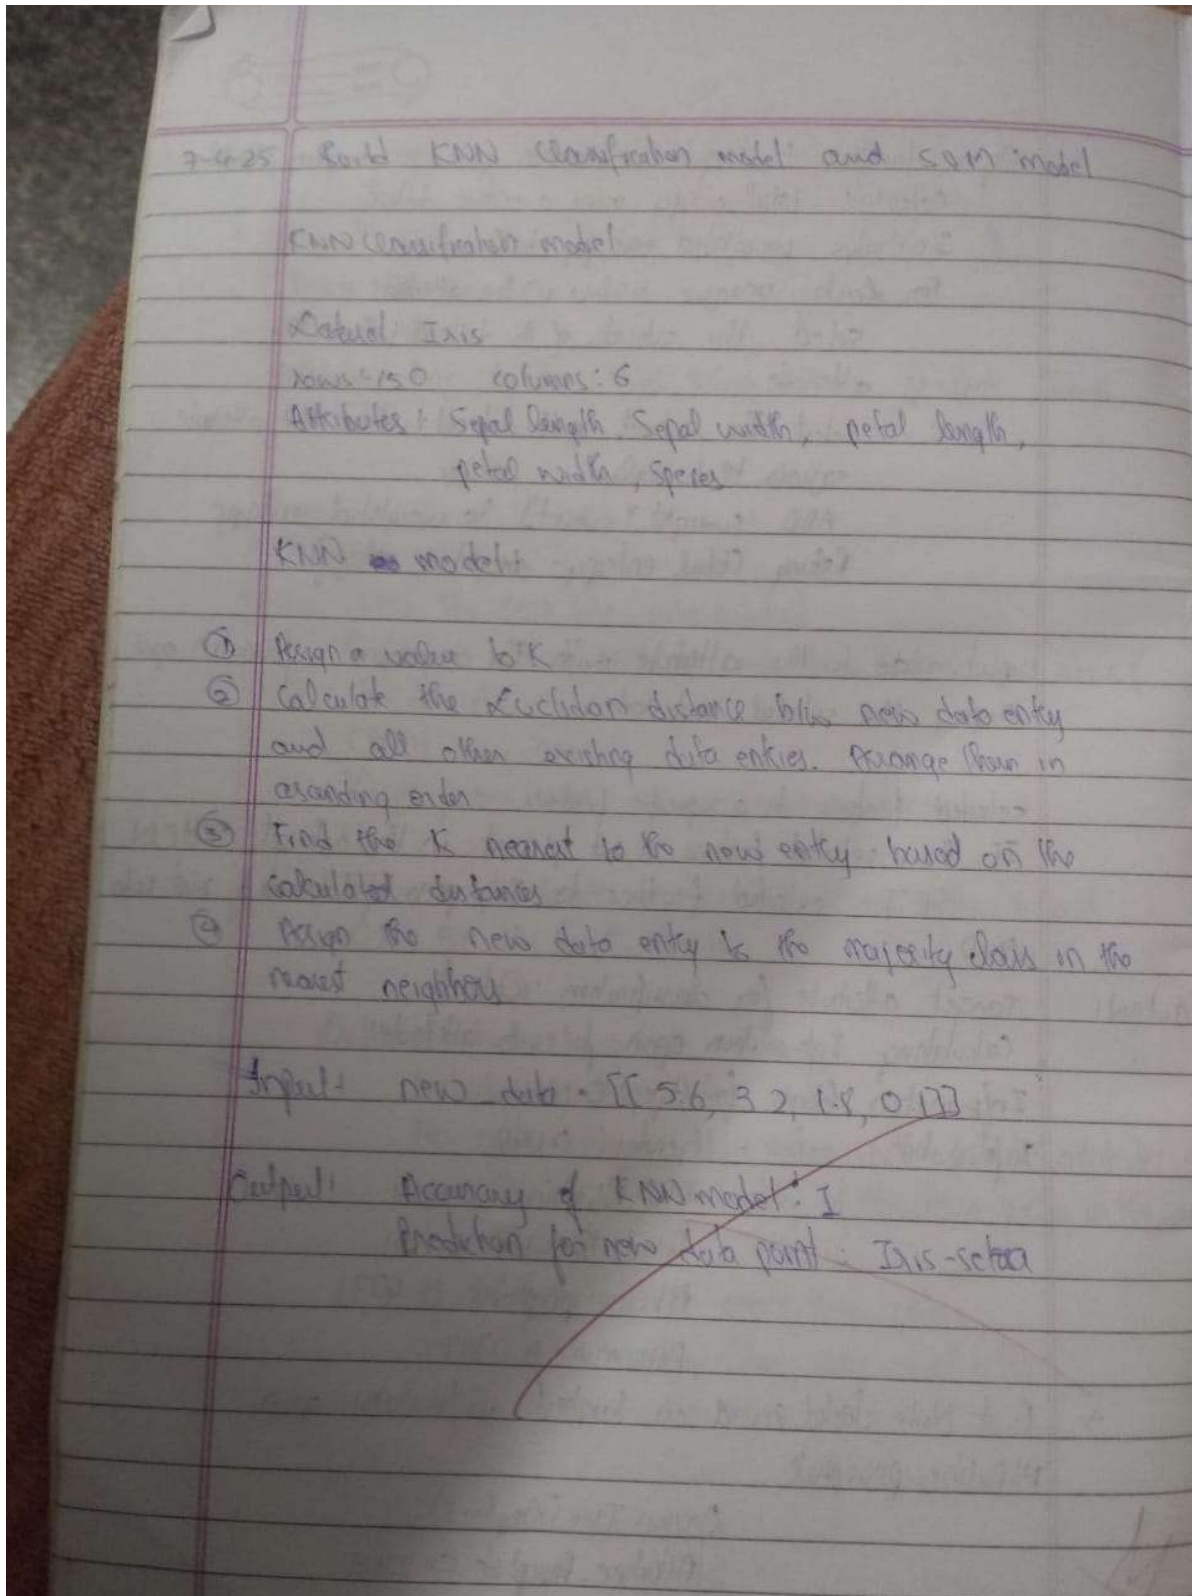 7-4-25 Build KNN Classification model and SVM model
KNN Classification model
Dataset Iris
rows: 150 columns: 6
Attributes: Sepal length, Sepal width, petal length,
petal width, Speces
KNN model:
① Assign a value to K
② Calculate the Euclidan distance b/w new data entry
and all other existing data enties. Arrange them in
ascanding order
③ Find the K nearest to the new entry based on the
calculated distances
④ Assign the new data entry to the majority class in the
nearest neighbou
Input: new_data = [[5.6, 3.2, 1.8, 0.1]]
Output: Accuracy of KNN model: 1
Prediction for new data point: Iris-setosa